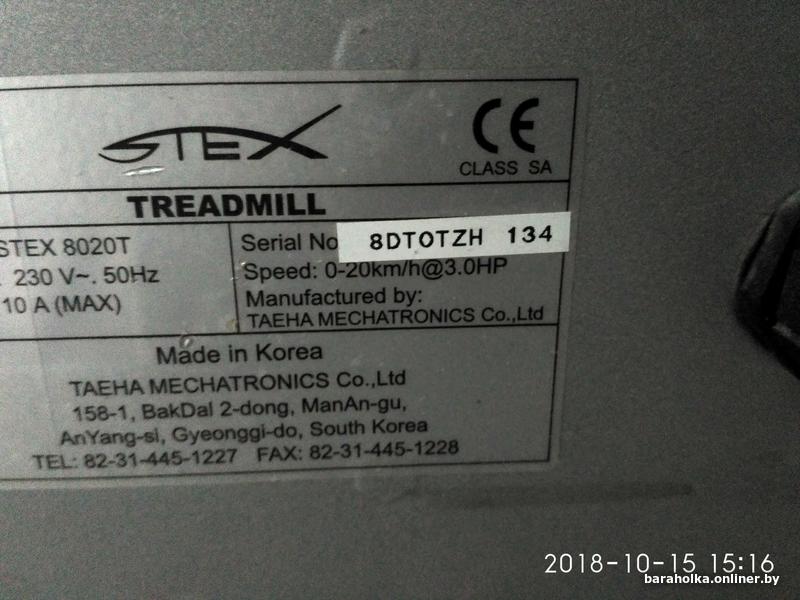 STEX
CE
CLASS SA
TREADMILL
STEX 8020T
230 V~. 50Hz
10 A (MAX)
Serial No 8DTOTZH 134
Speed: 0-20km/h@3.0HP
Manufactured by:
TAEHA MECHATRONICS Co.,Ltd
Made in Korea
TAEHA MECHATRONICS Co.,Ltd
158-1, BakDal 2-dong, ManAn-gu,
AnYang-si, Gyeonggi-do, South Korea
TEL: 82-31-445-1227 FAX: 82-31-445-1228
2018-10-15 15:16
baraholka.onliner.by